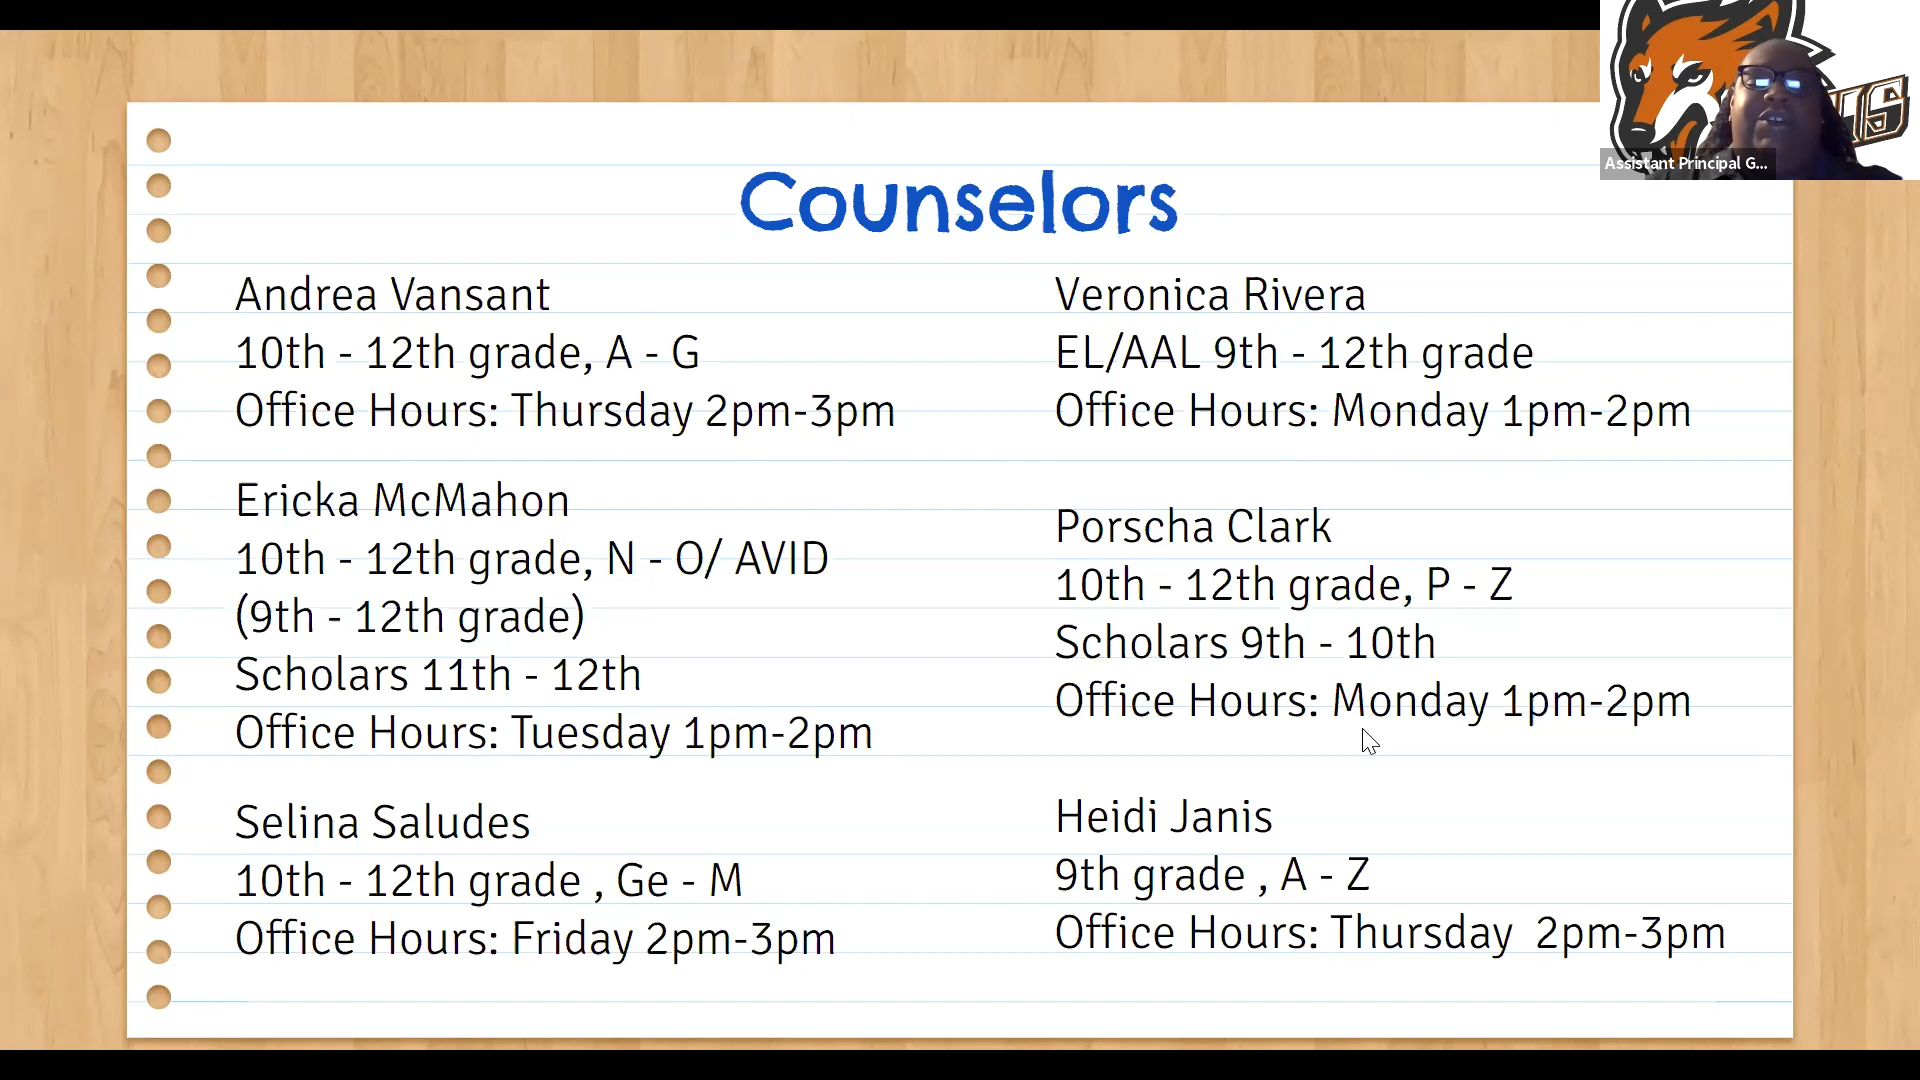 Counselors
Andrea Vansant
10th - 12th grade, A - G
Office Hours: Thursday 2pm-3pm
Ericka McMahon
10th - 12th grade, N - O/ AVID
(9th - 12th grade)
Scholars 11th - 12th
Office Hours: Tuesday 1pm-2pm
Selina Saludes
10th - 12th grade , Ge - M
Office Hours: Friday 2pm-3pm
Veronica Rivera
EL/AAL 9th - 12th grade
Office Hours: Monday 1pm-2pm
Porscha Clark
10th - 12th grade, P - Z
Scholars 9th - 10th
Office Hours: Monday 1pm-2pm
Heidi Janis
9th grade , A - Z
Office Hours: Thursday  2pm-3pm
Assistant Principal G...